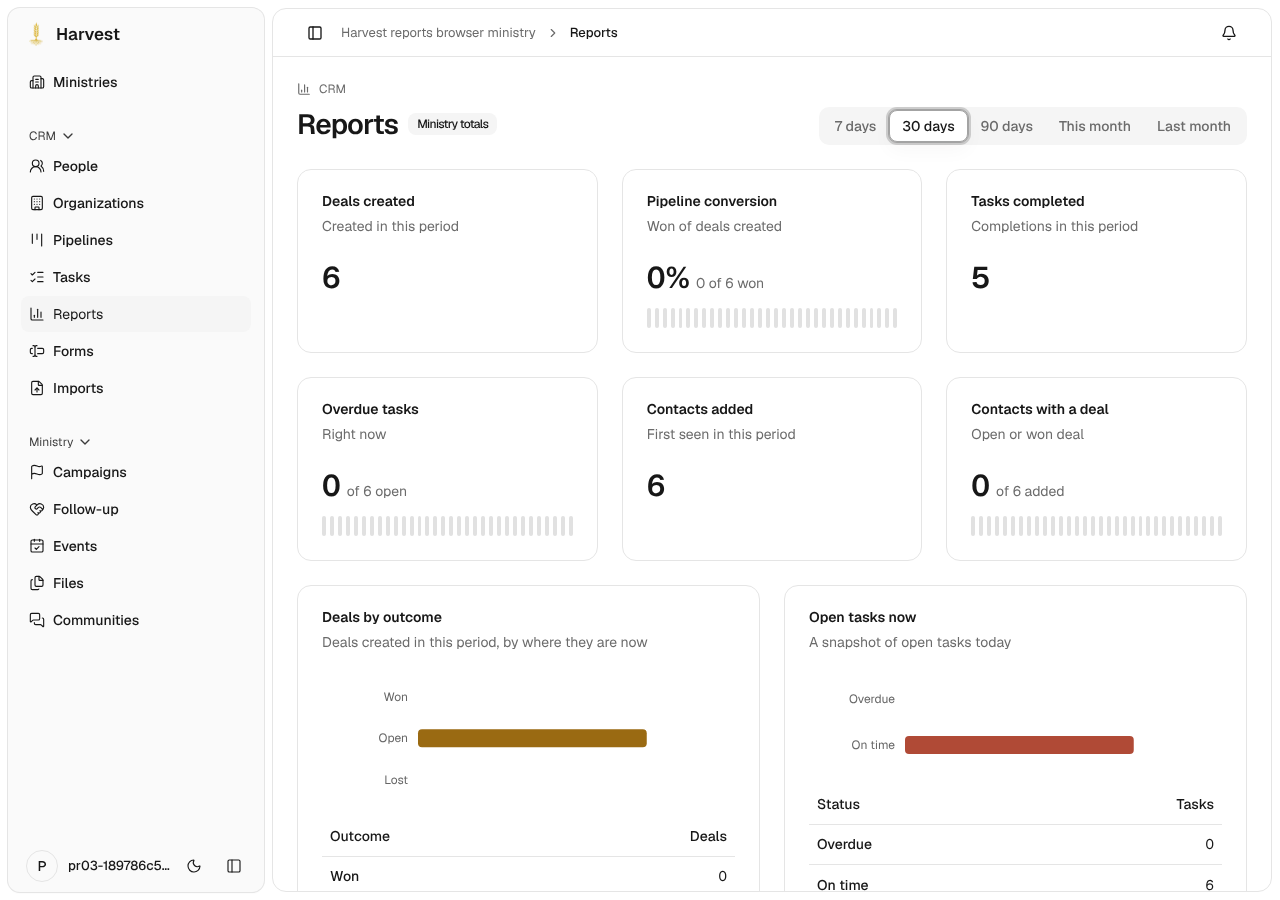 Harvest
Ministries
CRM
People
Organizations
Pipelines
Tasks
Reports
Forms
Imports
Ministry
Campaigns
Follow-up
Events
Files
Communities
P pr03-189786c5…
Harvest reports browser ministry > Reports
CRM
Reports Ministry totals
7 days 30 days 90 days This month Last month
Deals created
Created in this period
6
Pipeline conversion
Won of deals created
0% 0 of 6 won
Tasks completed
Completions in this period
5
Overdue tasks
Right now
0 of 6 open
Contacts added
First seen in this period
6
Contacts with a deal
Open or won deal
0 of 6 added
Deals by outcome
Deals created in this period, by where they are now
Won
Open
Lost
Outcome Deals
Won 0
Open tasks now
A snapshot of open tasks today
Overdue
On time
Status Tasks
Overdue 0
On time 6